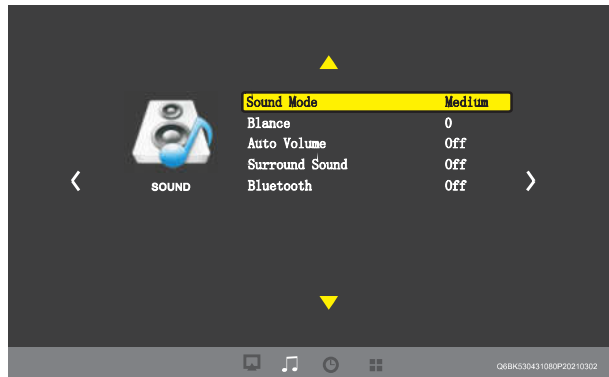 Sound Mode Medium
Blance 0
Auto Volume Off
Surround Sound Off
Bluetooth Off
SOUND
Q6BK530431080P20210302